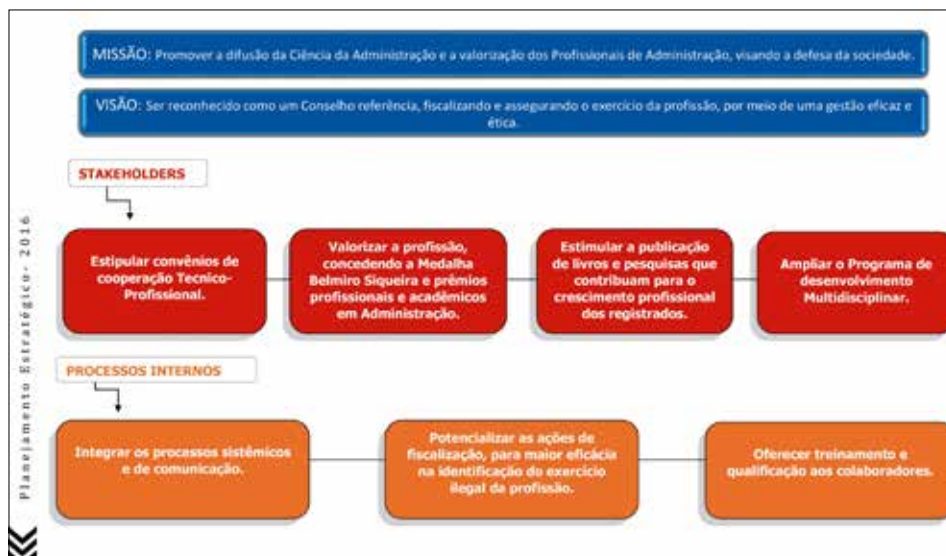 MISSÃO: Promover a difusão da Ciência da Administração e a valorização dos Profissionais de Administração, visando a defesa da sociedade.
VISÃO: Ser reconhecido como um Conselho referência, fiscalizando e assegurando o exercício da profissão, por meio de uma gestão eficaz e
ética.
Planejamento Estratégico- 2016
STAKEHOLDERS
Estipular convênios de
cooperação Tecnico-
Profissional.
Valorizar a profissão,
concedendo a Medalha
Belmiro Siqueira e prêmios
profissionais e acadêmicos
em Administração.
Estimular a publicação
de livros e pesquisas que
contribuam para o
crescimento profissional
dos registrados.
Ampliar o Programa de
desenvolvimento
Multidisciplinar.
PROCESSOS INTERNOS
Integrar os processos sistêmicos
e de comunicação.
Potencializar as ações de
fiscalização, para maior eficácia
na identificação do exercício
ilegal da profissão.
Oferecer treinamento e
qualificação aos colaboradores.